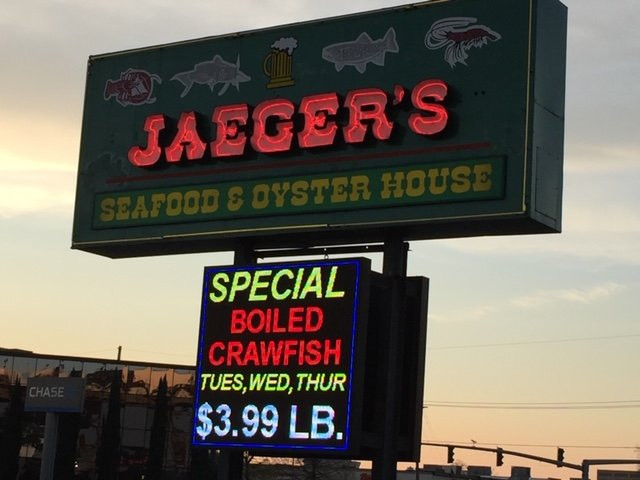 JAEGER'S
SEAFOOD & OYSTER HOUSE
SPECIAL
BOILED
CRAWFISH
TUES,WED,THUR
$3.99 LB.
CHASE